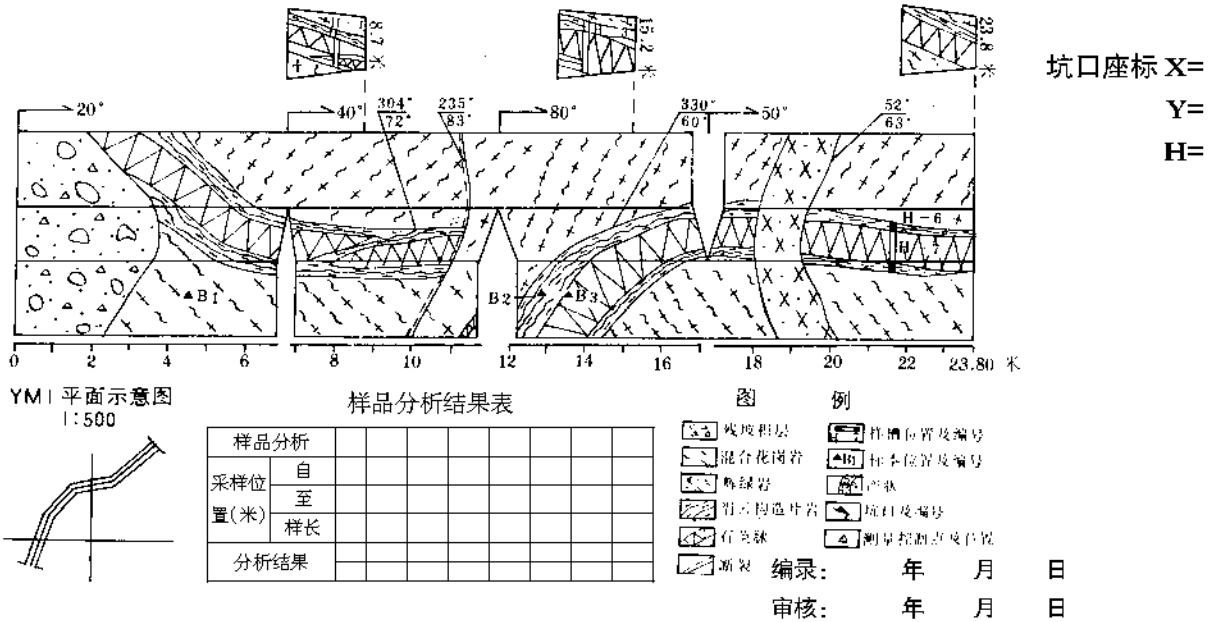 8.7米
15.2米
23.8米
坑口座标 X=
Y=
H=
20°
40°
304°
72°
235°
83°
80°
330°
60°
50°
52°
63°
H-6
B1
B2
B3
0 2 4 6 8 10 12 14 16 18 20 22 23.80 米
YM1平面示意图
1:500
样品分析结果表
样品分析
采样位置(米)
自
至
样长
分析结果
图 例
残坡积层
样槽位置及编号
混合花岗岩
B1
标本位置及编号
辉绿岩
产状
构造片岩
坑口及编号
石英脉
测量控制点及位置
断裂
编录: 年 月 日
审核: 年 月 日